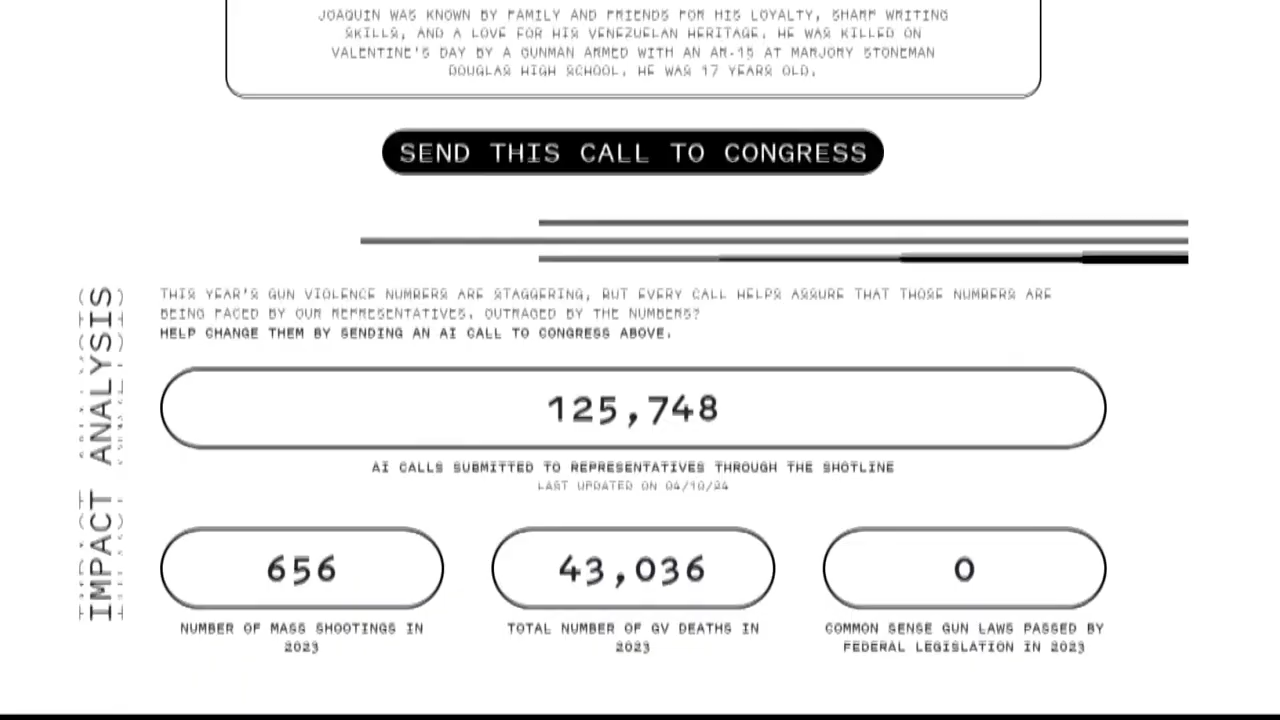 JOAQUIN WAS KNOWN BY FAMILY AND FRIENDS FOR HIS LOYALTY, SHARP WRITING
SKILLS, AND A LOVE FOR HIS VENEZUELAN HERITAGE. HE WAS KILLED ON
VALENTINE'S DAY BY A GUNMAN ARMED WITH AN AR-15 AT MARJORY STONEMAN
DOUGLAS HIGH SCHOOL. HE WAS 17 YEARS OLD.
SEND THIS CALL TO CONGRESS
IMPACT ANALYSIS
THIS YEAR'S GUN VIOLENCE NUMBERS ARE STAGGERING, BUT EVERY CALL HELPS ASSURE THAT THOSE NUMBERS ARE
BEING FACED BY OUR REPRESENTATIVES. OUTRAGED BY THE NUMBERS?
HELP CHANGE THEM BY SENDING AN AI CALL TO CONGRESS ABOVE.
125,748
AI CALLS SUBMITTED TO REPRESENTATIVES THROUGH THE SHOTLINE
LAST UPDATED ON 04/10/24
656
NUMBER OF MASS SHOOTINGS IN
2023
43,036
TOTAL NUMBER OF GV DEATHS IN
2023
0
COMMON SENSE GUN LAWS PASSED BY
FEDERAL LEGISLATION IN 2023